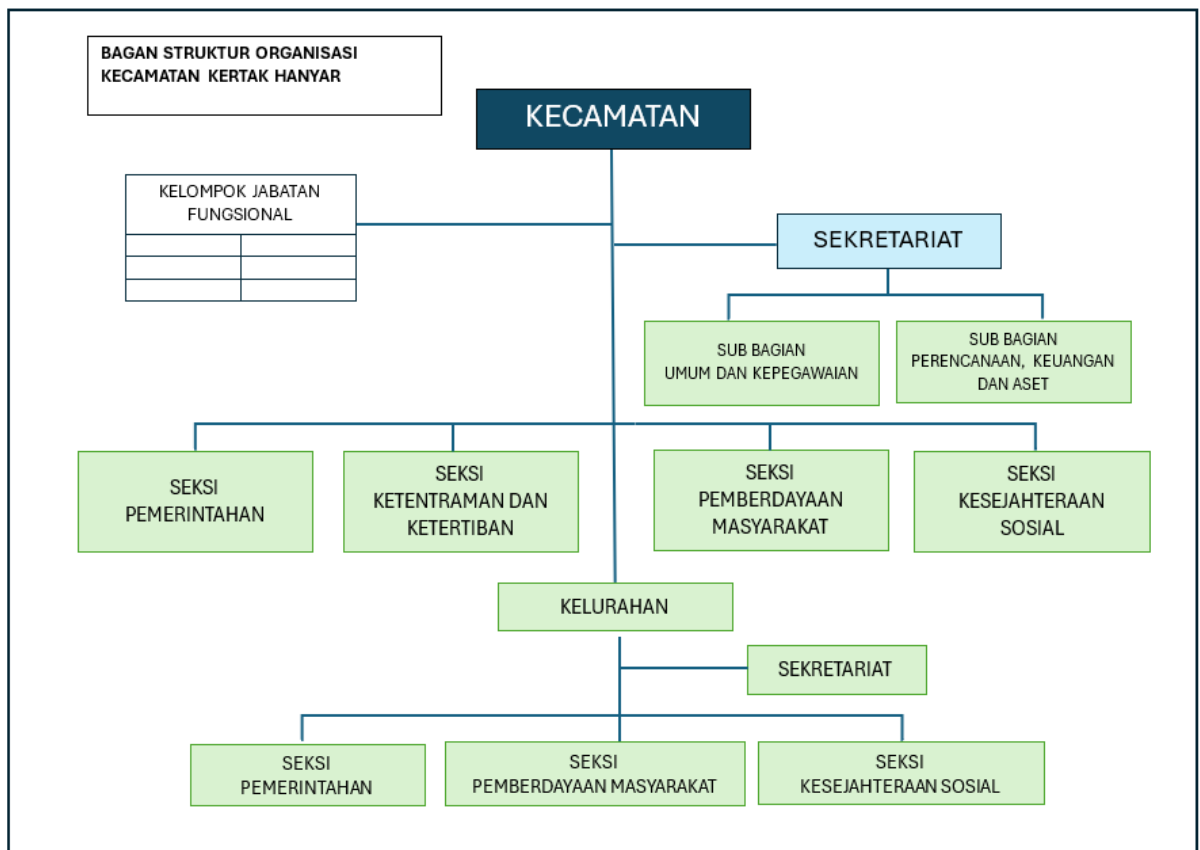 BAGAN STRUKTUR ORGANISASI
KECAMATAN KERTAK HANYAR
KECAMATAN
KELOMPOK JABATAN
FUNGSIONAL
SEKRETARIAT
SUB BAGIAN
UMUM DAN KEPEGAWAIAN
SUB BAGIAN
PERENCANAAN, KEUANGAN
DAN ASET
SEKSI
PEMERINTAHAN
SEKSI
KETENTRAMAN DAN
KETERTIBAN
SEKSI
PEMBERDAYAAN
MASYARAKAT
SEKSI
KESEJAHTERAAN
SOSIAL
KELURAHAN
SEKRETARIAT
SEKSI
PEMERINTAHAN
SEKSI
PEMBERDAYAAN MASYARAKAT
SEKSI
KESEJAHTERAAN SOSIAL